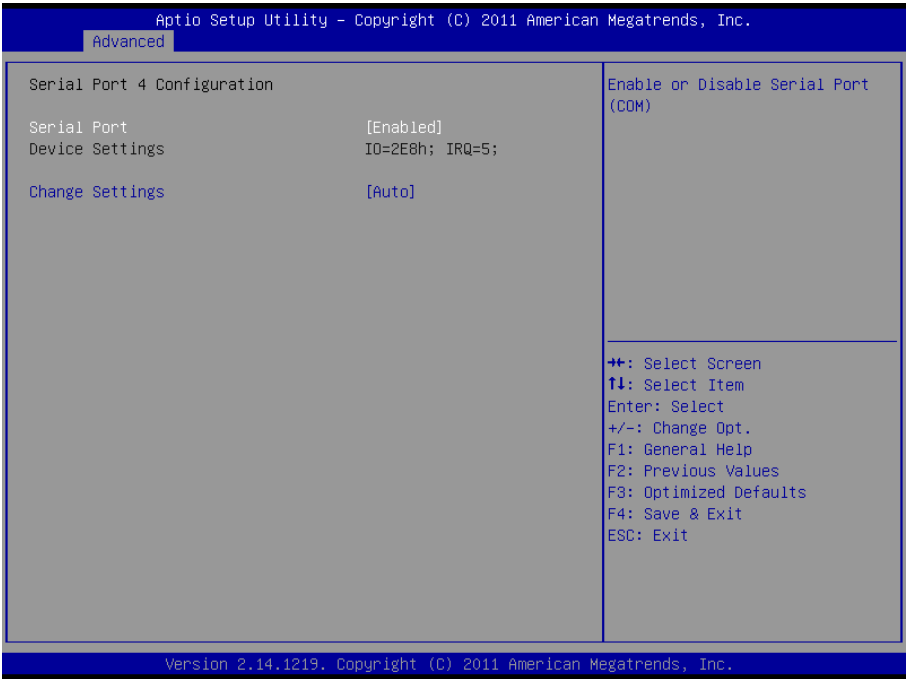 Aptio Setup Utility – Copyright (C) 2011 American Megatrends, Inc.
Advanced
Serial Port 4 Configuration
Serial Port [Enabled]
Device Settings IO=2E8h; IRQ=5;
Change Settings [Auto]
Enable or Disable Serial Port
(COM)
→←: Select Screen
↑↓: Select Item
Enter: Select
+/-: Change Opt.
F1: General Help
F2: Previous Values
F3: Optimized Defaults
F4: Save & Exit
ESC: Exit
Version 2.14.1219. Copyright (C) 2011 American Megatrends, Inc.